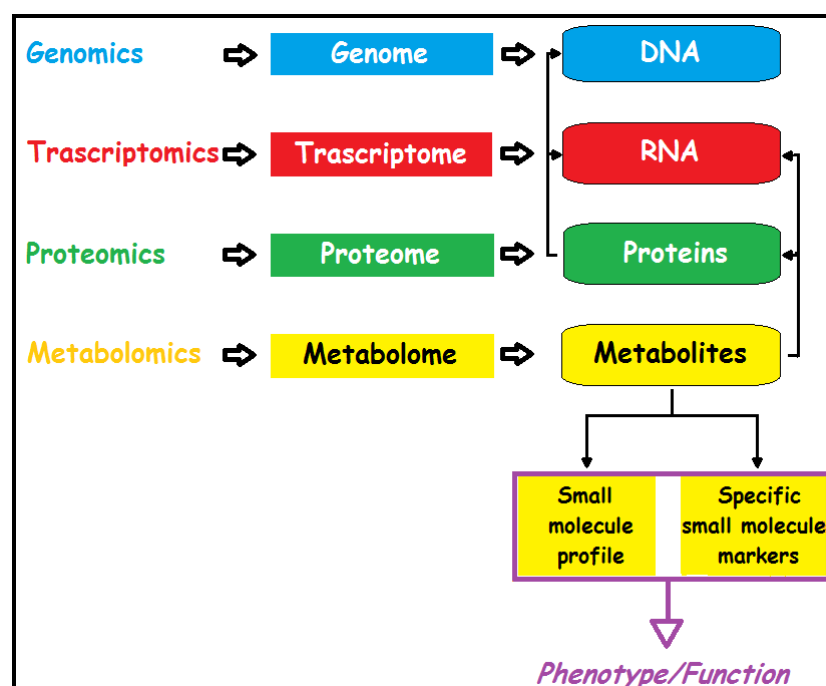 Genomics Genome DNA
Trascriptomics Trascriptome RNA
Proteomics Proteome Proteins
Metabolomics Metabolome Metabolites
Small
molecule
profile
Specific
small molecule
markers
Phenotype/Function